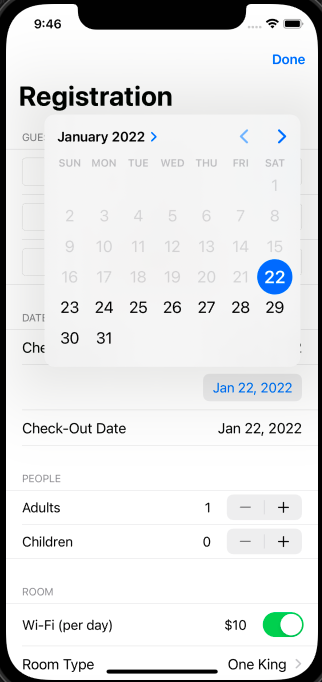 9:46
Done
Registration
GUE
January 2022
SUN MON TUE WED THU FRI SAT
1
2 3 4 5 6 7 8
9 10 11 12 13 14 15
16 17 18 19 20 21 22
23 24 25 26 27 28 29
30 31
DATE
Che 2
Jan 22, 2022
Check-Out Date Jan 22, 2022
PEOPLE
Adults 1 − +
Children 0 − +
ROOM
Wi-Fi (per day) $10
Room Type One King